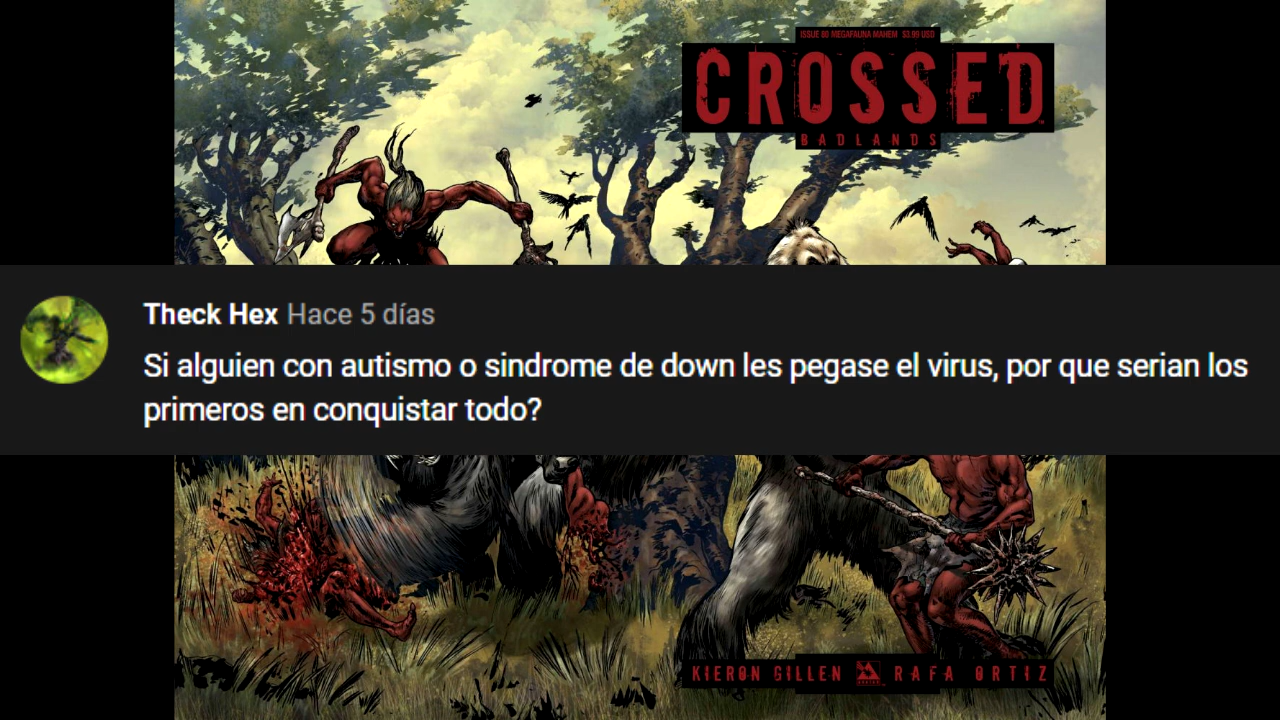 ISSUE 80 MEGAFAUNA MAHEM $3.99 USD
CROSSED
BADLANDS
Theck Hex Hace 5 días
Si alguien con autismo o sindrome de down les pegase el virus, por que serian los
primeros en conquistar todo?
KIERON GILLEN RAFA ORTIZ